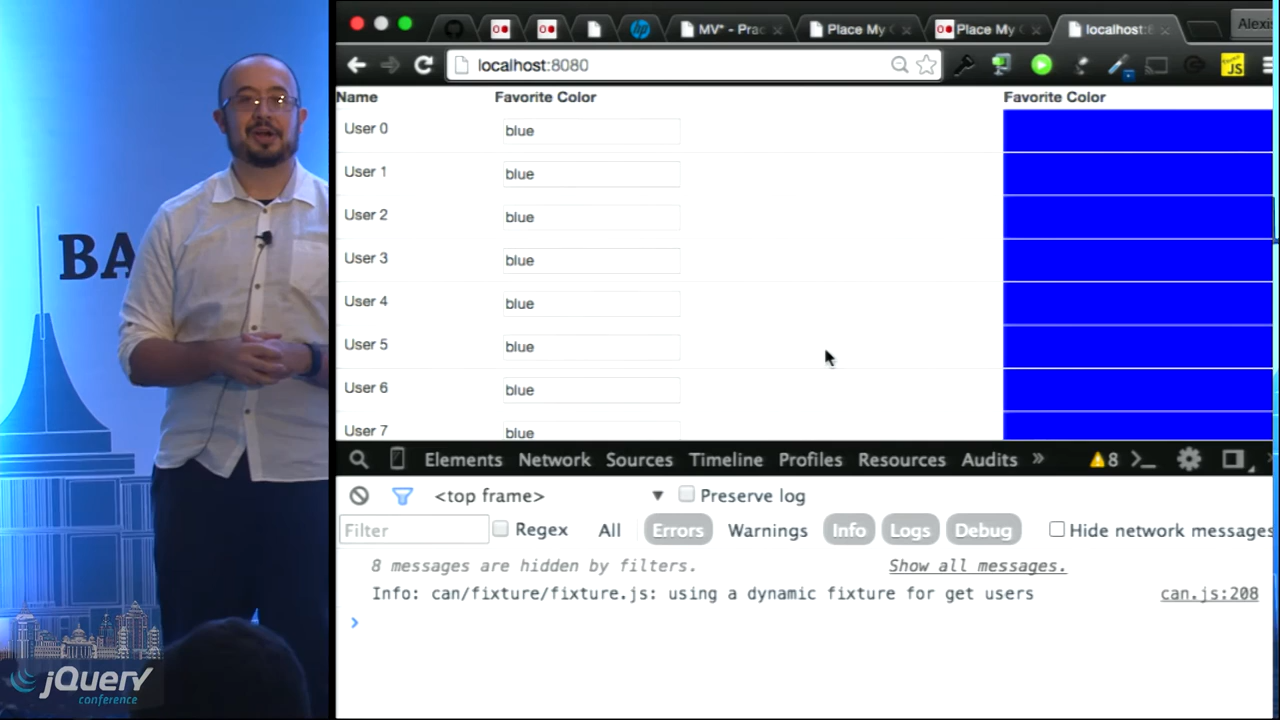 BA
jQuery
conference
MV* - Prac
Place My
Place My
localhost:8
Alexis
localhost:8080
JS
Name Favorite Color Favorite Color
User 0 blue
User 1 blue
User 2 blue
User 3 blue
User 4 blue
User 5 blue
User 6 blue
User 7 blue
Elements Network Sources Timeline Profiles Resources Audits » 8
<top frame> Preserve log
Filter Regex All Errors Warnings Info Logs Debug Hide network messages
8 messages are hidden by filters. Show all messages.
Info: can/fixture/fixture.js: using a dynamic fixture for get users can.js:208